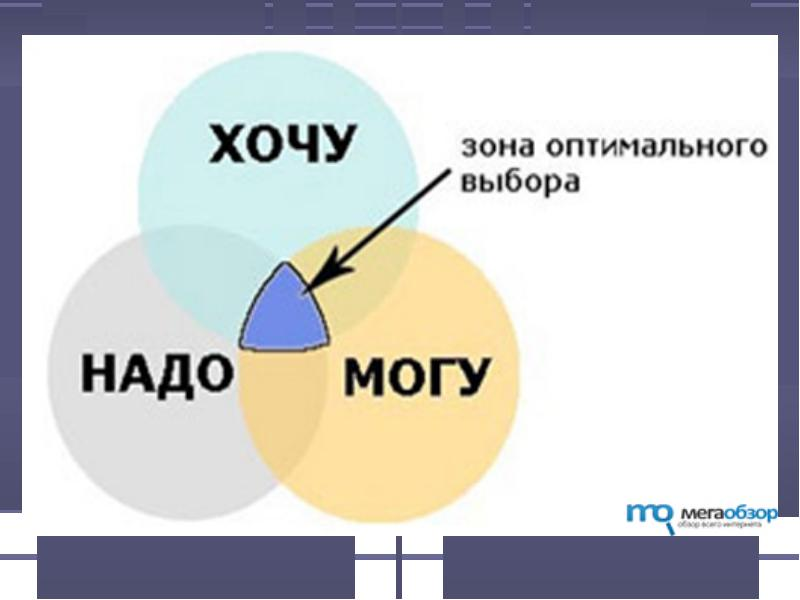 ХОЧУ
зона оптимального
выбора
НАДО
МОГУ
мегаобзор
обзор всего интернета